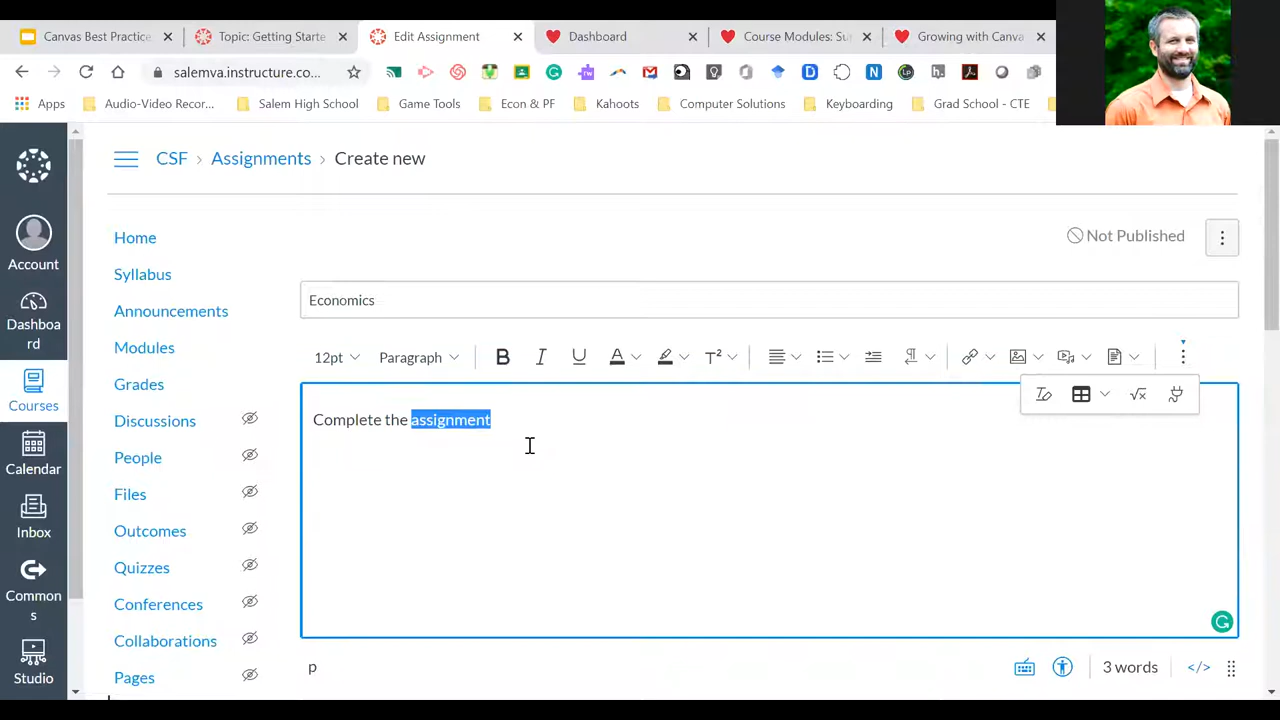 Canvas Best Practice
Topic: Getting Starte
Edit Assignment
Dashboard
Course Modules: Su
Growing with Canva
salemva.instructure.co...
Apps
Audio-Video Recor...
Salem High School
Game Tools
Econ & PF
Kahoots
Computer Solutions
Keyboarding
Grad School - CTE
CSF > Assignments > Create new
Account
Dashboa
rd
Courses
Calendar
Inbox
Common
s
Studio
Home
Syllabus
Announcements
Modules
Grades
Discussions
People
Files
Outcomes
Quizzes
Conferences
Collaborations
Pages
Not Published
Economics
12pt
Paragraph
Complete the assignment
p
3 words
</>